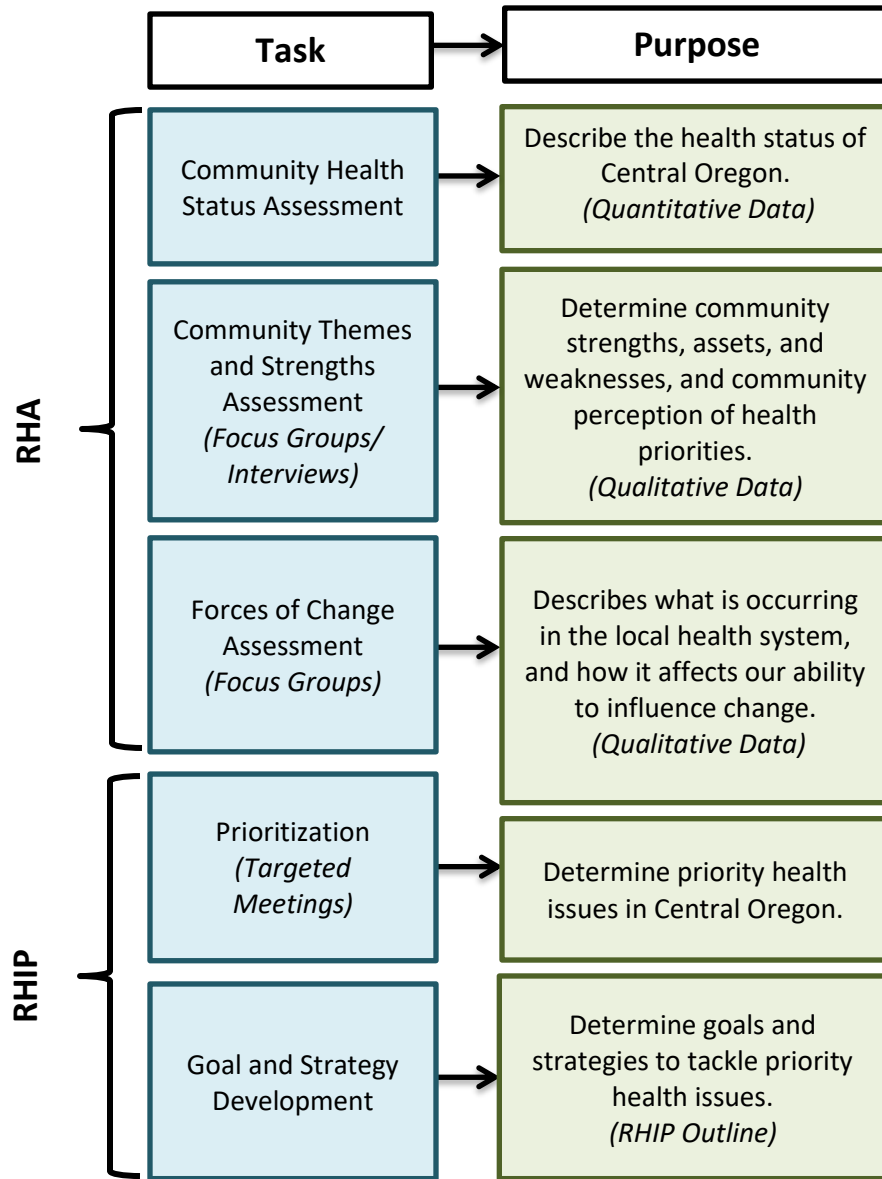 Task
Purpose
RHA
Community Health
Status Assessment
Describe the health status of
Central Oregon.
(Quantitative Data)
Community Themes
and Strengths
Assessment
(Focus Groups/
Interviews)
Determine community
strengths, assets, and
weaknesses, and community
perception of health
priorities.
(Qualitative Data)
Forces of Change
Assessment
(Focus Groups)
Describes what is occurring
in the local health system,
and how it affects our ability
to influence change.
(Qualitative Data)
RHIP
Prioritization
(Targeted
Meetings)
Determine priority health
issues in Central Oregon.
Goal and Strategy
Development
Determine goals and
strategies to tackle priority
health issues.
(RHIP Outline)